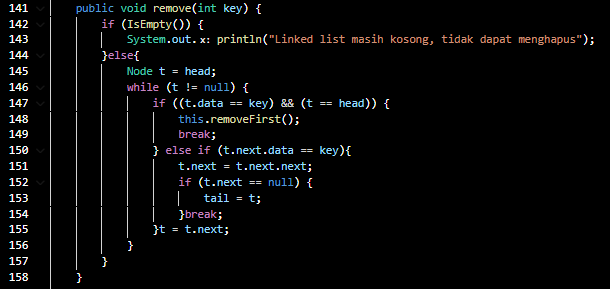 141 public void remove(int key) {
142 if (IsEmpty()) {
143 System.out.x: println("Linked list masih kosong, tidak dapat menghapus");
144 }else{
145 Node t = head;
146 while (t != null) {
147 if ((t.data == key) && (t == head)) {
148 this.removeFirst();
149 break;
150 } else if (t.next.data == key){
151 t.next = t.next.next;
152 if (t.next == null) {
153 tail = t;
154 }break;
155 }t = t.next;
156 }
157 }
158 }